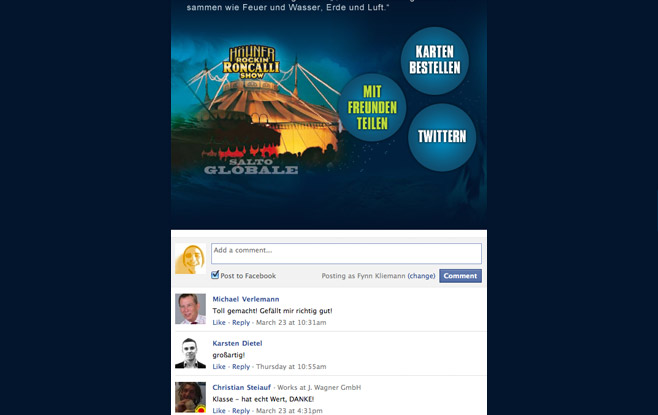 sammen wie Feuer und Wasser, Erde und Luft."
HÖHNER
ROCKIN'
RONCALLI
SHOW
SALTO
GLOBALE
KARTEN
BESTELLEN
MIT
FREUNDEN
TEILEN
TWITTERN
Add a comment...
Post to Facebook
Posting as Fynn Kliemann (change)
Comment
Michael Verlemann
Toll gemacht! Gefällt mir richtig gut!
Like · Reply · March 23 at 10:31am
Karsten Dietel
großartig!
Like · Reply · Thursday at 10:55am
Christian Steiauf · Works at J. Wagner GmbH
Klasse - hat echt Wert, DANKE!
Like · Reply · March 23 at 4:31pm